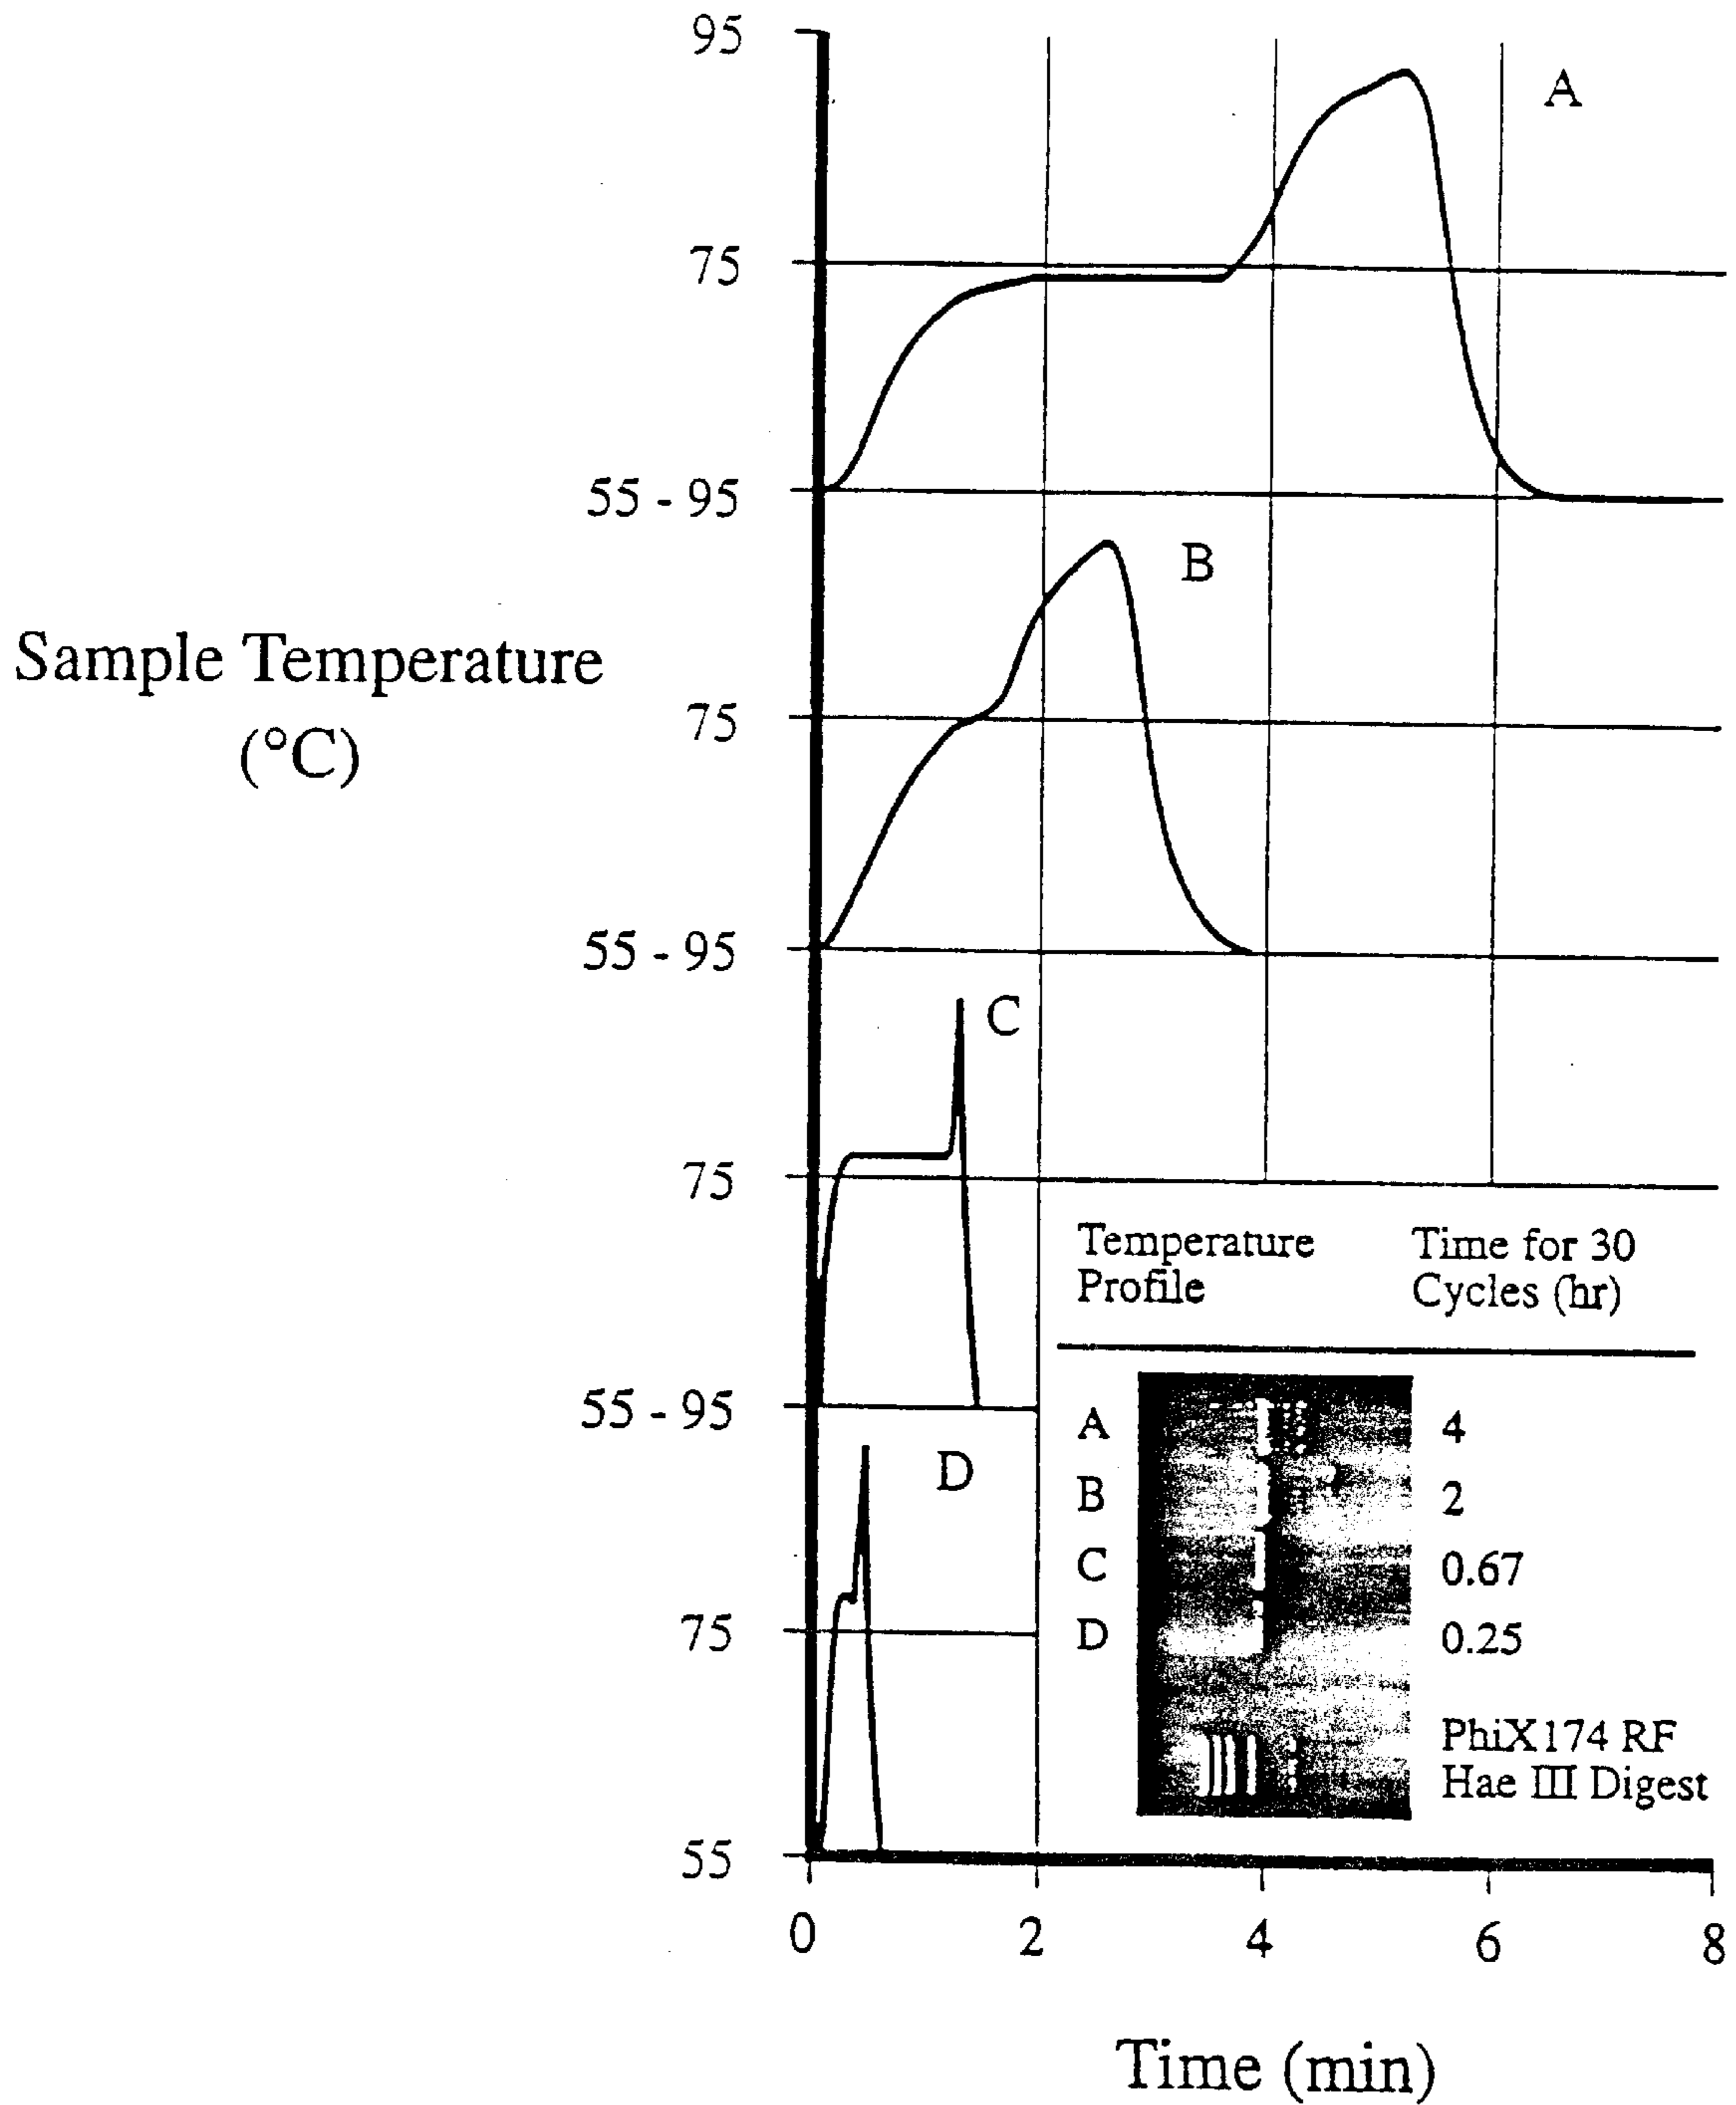 95
A
75
55 - 95
B
Sample Temperature
(°C)
75
55 - 95
C
75
Temperature
Profile
Time for 30
Cycles (hr)
55 - 95
D
75
55
A 4
B 2
C 0.67
D 0.25
PhiX174 RF
Hae III Digest
0 2 4 6 8
Time (min)